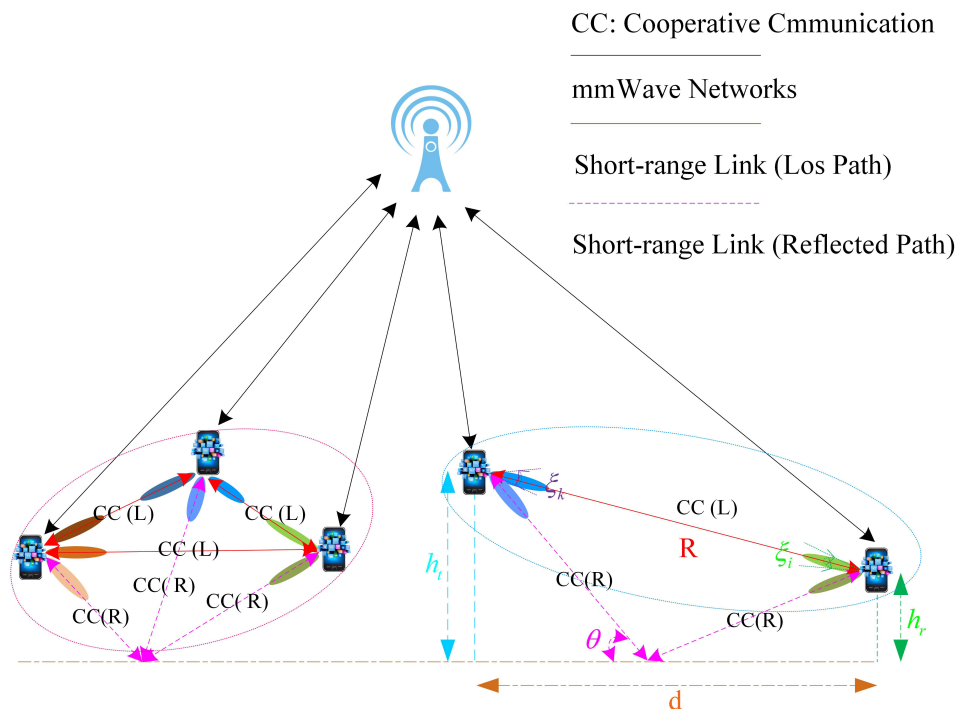 CC: Cooperative Cmmunication
mmWave Networks
Short-range Link (Los Path)
Short-range Link (Reflected Path)
CC (L)
CC (L)
CC (L)
CC( R)
CC(R)
CC( R)
ξk
CC (L)
R
ξi
ht
CC(R)
CC(R)
hr
θ
d